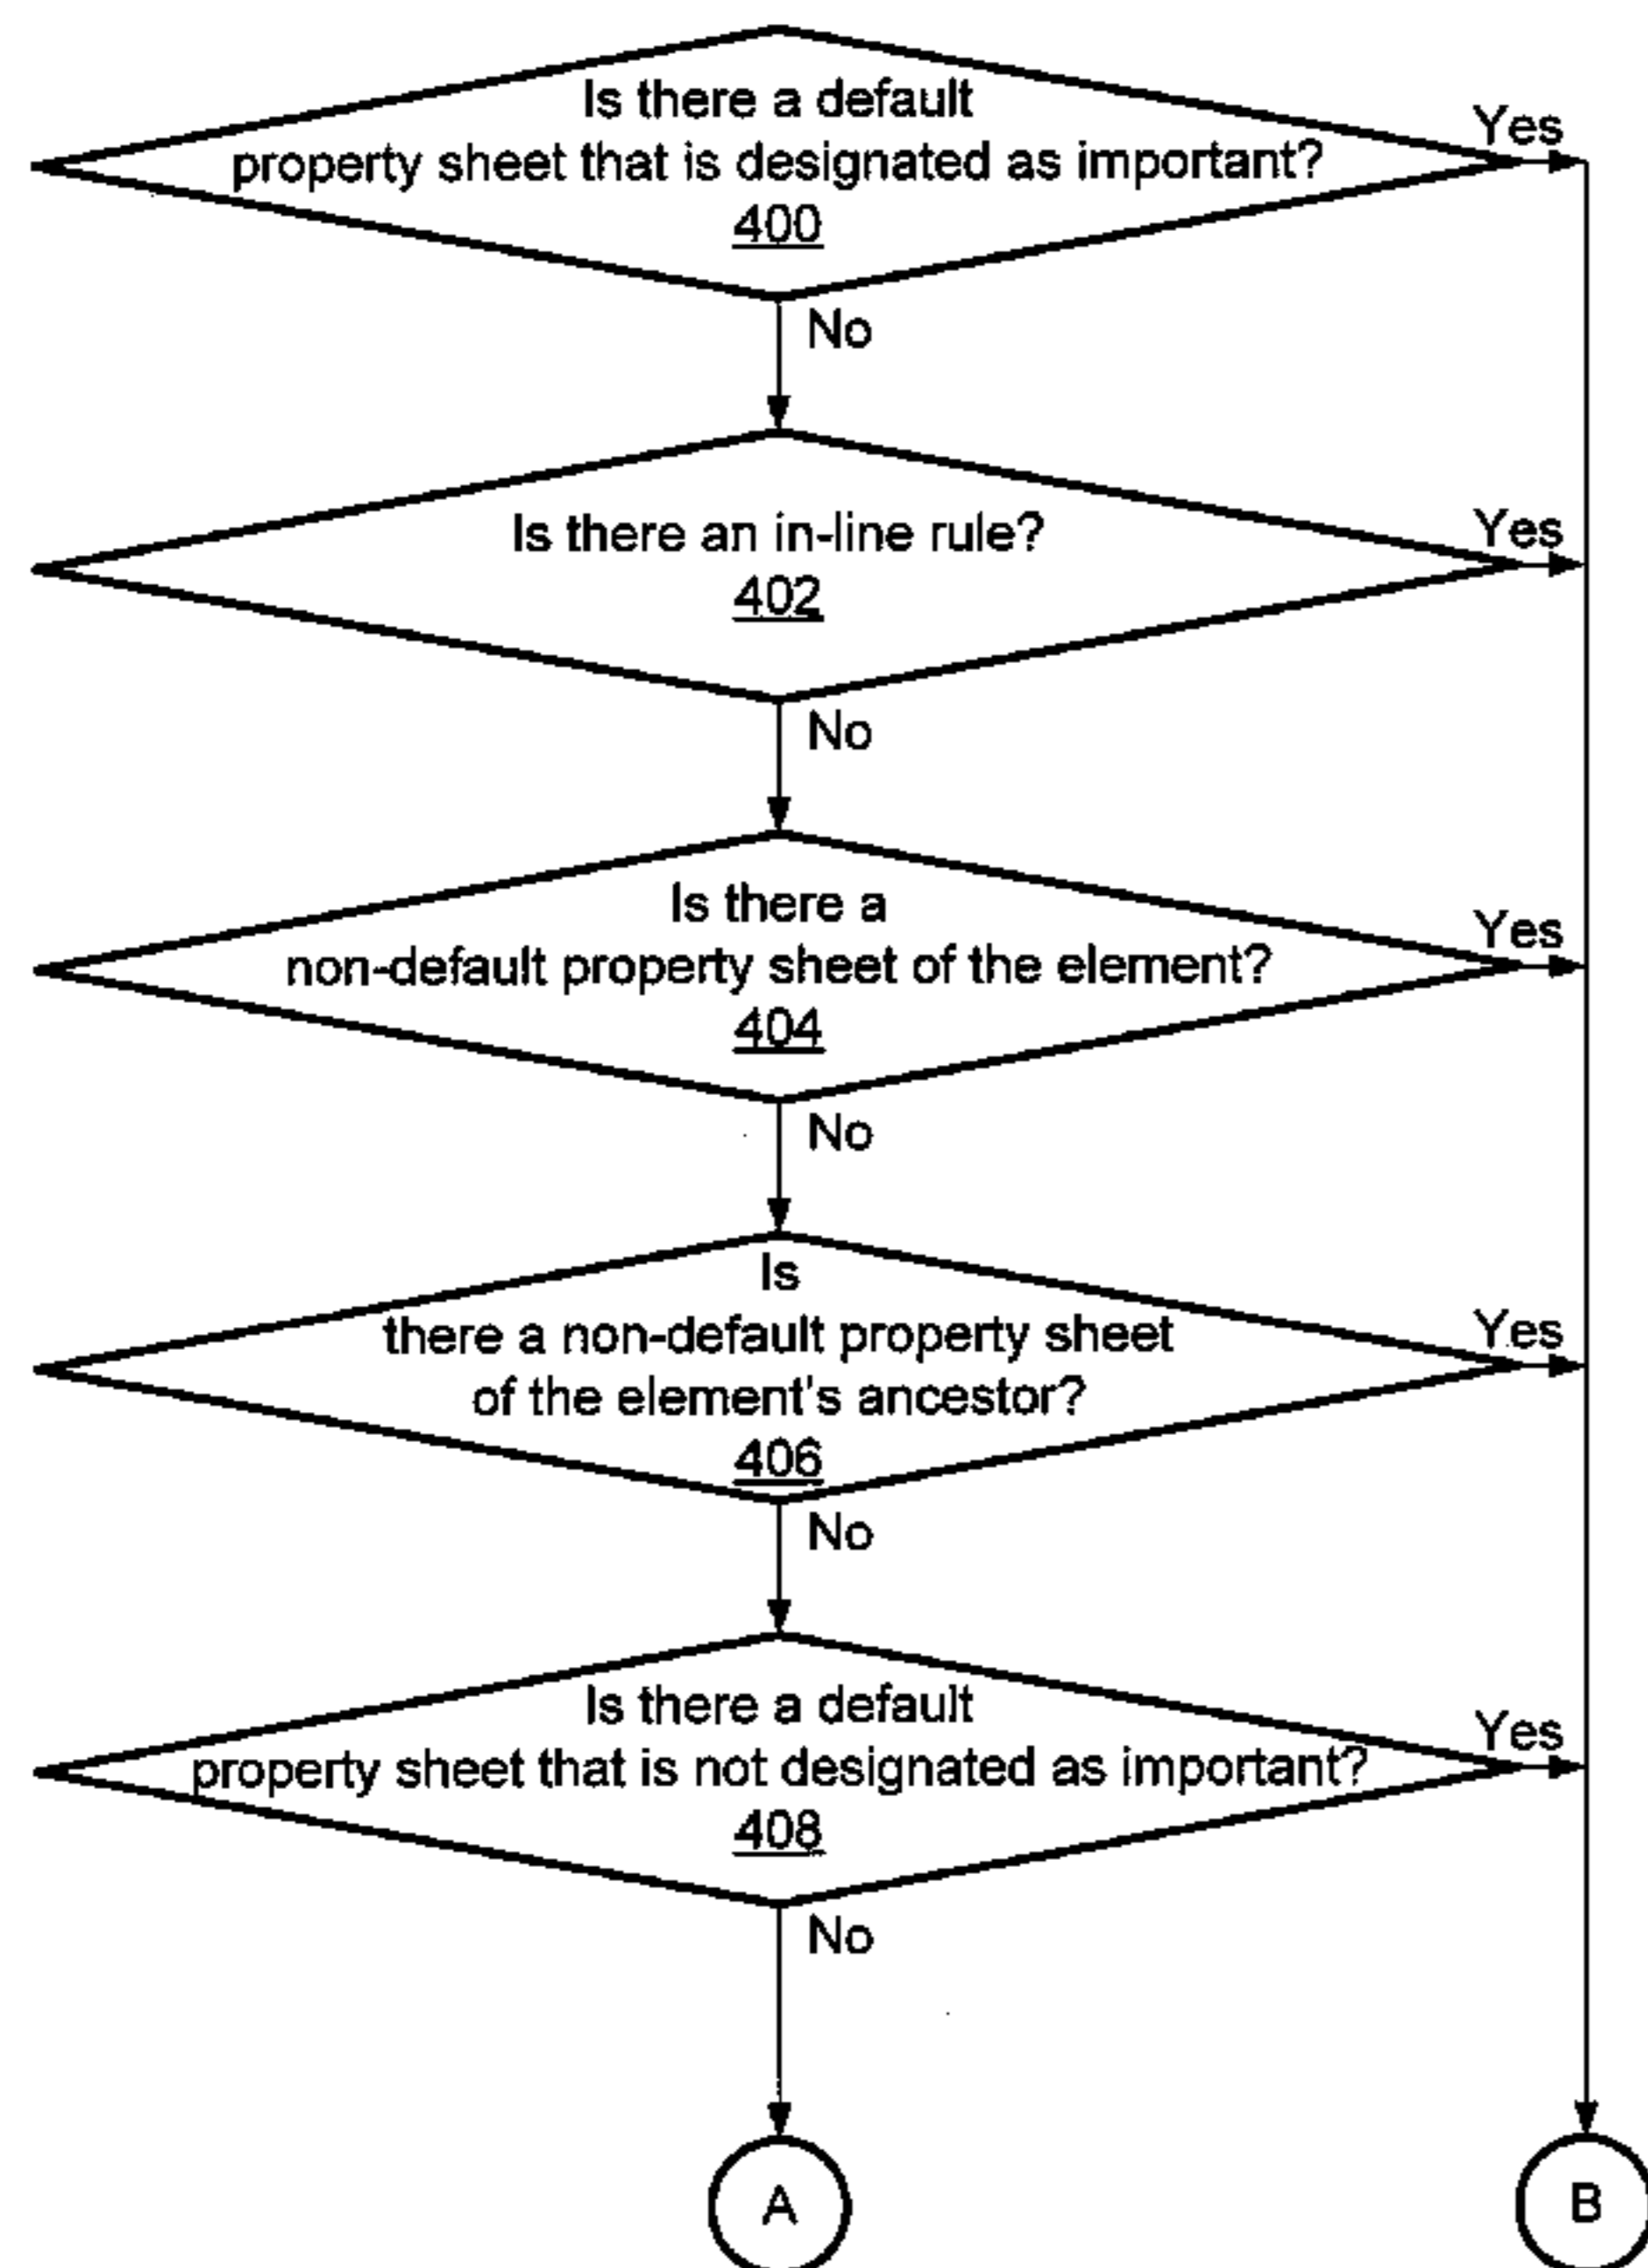 Is there a default
Yes
property sheet that is designated as important?
400
No
Is there an in-line rule?
Yes
402
No
Is there a
Yes
non-default property sheet of the element?
404
No
Is
there a non-default property sheet
Yes
of the element's ancestor?
406
No
Is there a default
Yes
property sheet that is not designated as important?
408
No
A
B